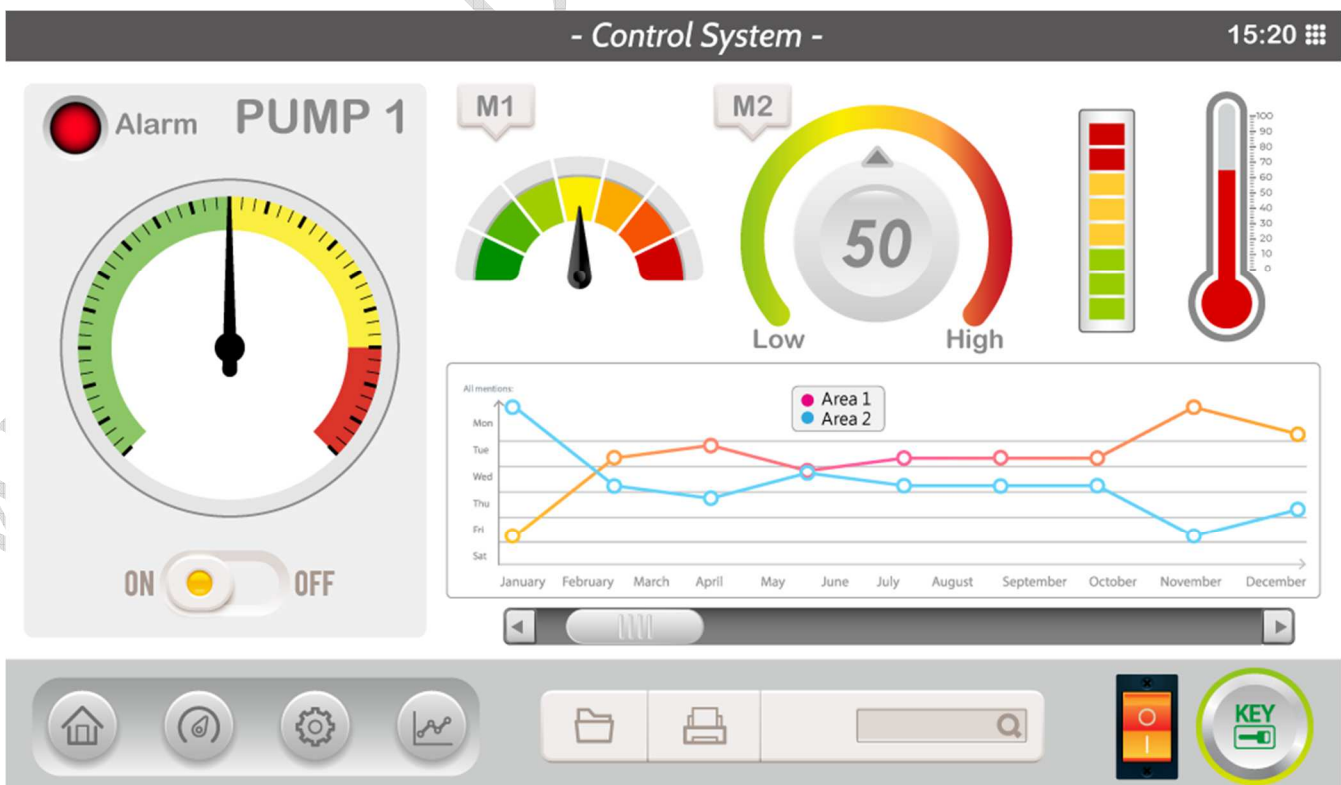 - Control System -
15:20
Alarm
PUMP 1
M1
M2
50
Low
High
100
90
80
70
60
50
40
30
20
10
0
ON
OFF
All mentions:
Area 1
Area 2
Mon
Tue
Wed
Thu
Fri
Sat
January February March April May June July August September October November December
KEY